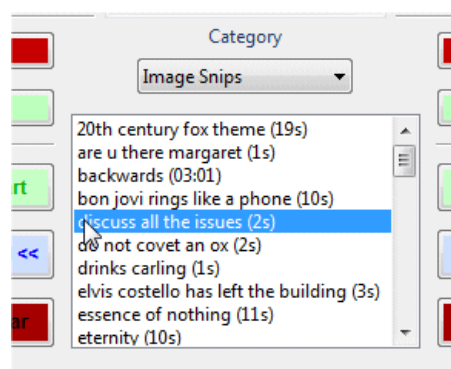 Category
Image Snips
20th century fox theme (19s)
are u there margaret (1s)
backwards (03:01)
bon jovi rings like a phone (10s)
discuss all the issues (2s)
do not covet an ox (2s)
drinks carling (1s)
elvis costello has left the building (3s)
essence of nothing (11s)
eternity (10s)
rt
<<
ar